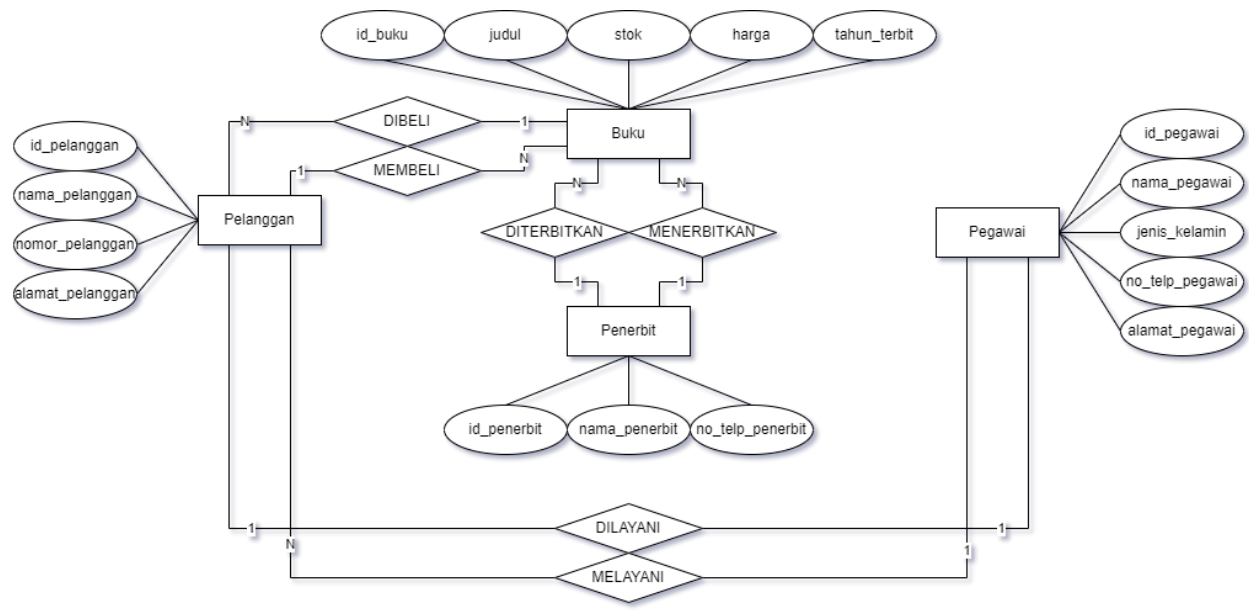 id_buku
judul
stok
harga
tahun_terbit
N
DIBELI
1
Buku
1
MEMBELI
N
id_pelanggan
nama_pelanggan
nomor_pelanggan
alamat_pelanggan
Pelanggan
N
N
DITERBITKAN
MENERBITKAN
1
1
Penerbit
id_penerbit
nama_penerbit
no_telp_penerbit
Pegawai
id_pegawai
nama_pegawai
jenis_kelamin
no_telp_pegawai
alamat_pegawai
1
DILAYANI
1
N
MELAYANI
1